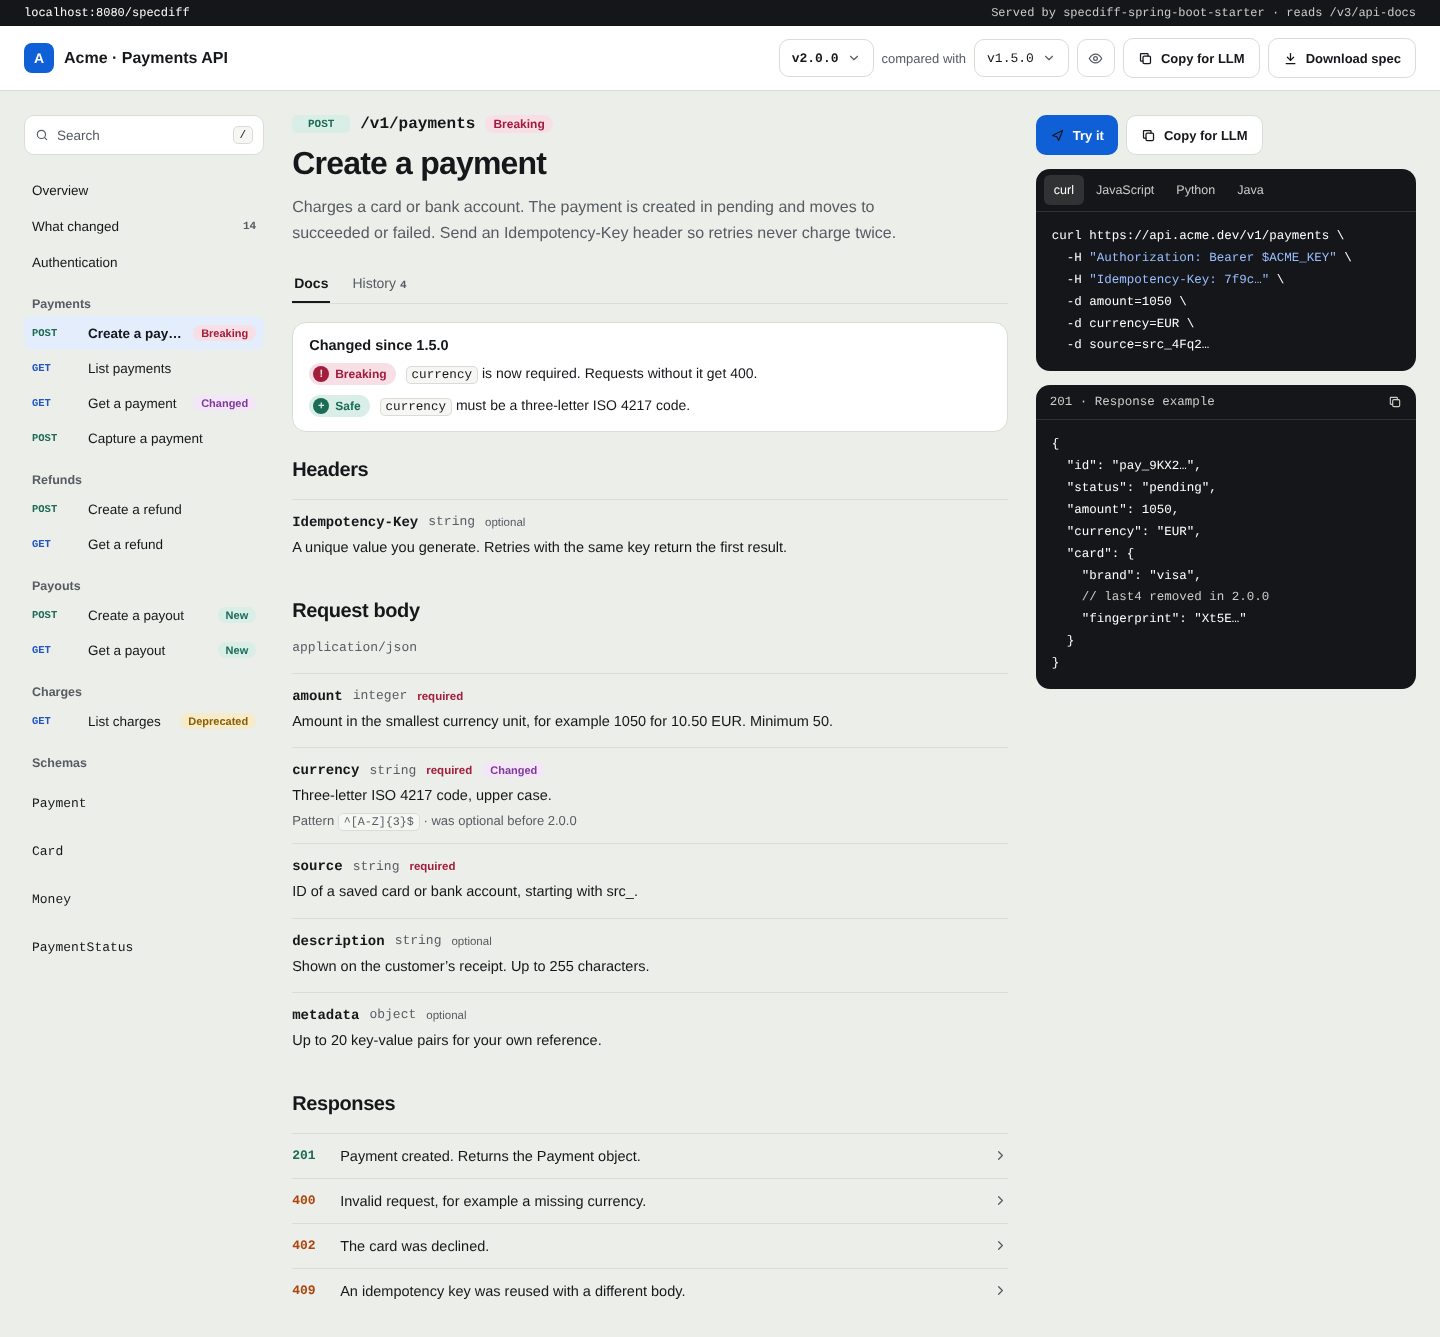 localhost:8080/specdiff
Served by specdiff-spring-boot-starter · reads /v3/api-docs
A
Acme · Payments API
v2.0.0
compared with
v1.5.0
Copy for LLM
Download spec
Search
/
Overview
What changed
14
Authentication
Payments
POST
Create a pay…
Breaking
GET
List payments
GET
Get a payment
Changed
POST
Capture a payment
Refunds
POST
Create a refund
GET
Get a refund
Payouts
POST
Create a payout
New
GET
Get a payout
New
Charges
GET
List charges
Deprecated
Schemas
Payment
Card
Money
PaymentStatus
POST /v1/payments Breaking
Create a payment
Charges a card or bank account. The payment is created in pending and moves to
succeeded or failed. Send an Idempotency-Key header so retries never charge twice.
Docs
History 4
Changed since 1.5.0
! Breaking currency is now required. Requests without it get 400.
+ Safe currency must be a three-letter ISO 4217 code.
Headers
Idempotency-Key string optional
A unique value you generate. Retries with the same key return the first result.
Request body
application/json
amount integer required
Amount in the smallest currency unit, for example 1050 for 10.50 EUR. Minimum 50.
currency string required Changed
Three-letter ISO 4217 code, upper case.
Pattern ^[A-Z]{3}$ · was optional before 2.0.0
source string required
ID of a saved card or bank account, starting with src_.
description string optional
Shown on the customer’s receipt. Up to 255 characters.
metadata object optional
Up to 20 key-value pairs for your own reference.
Responses
201 Payment created. Returns the Payment object.
400 Invalid request, for example a missing currency.
402 The card was declined.
409 An idempotency key was reused with a different body.
Try it
Copy for LLM
curl
JavaScript
Python
Java
curl https://api.acme.dev/v1/payments \
-H "Authorization: Bearer $ACME_KEY" \
-H "Idempotency-Key: 7f9c…" \
-d amount=1050 \
-d currency=EUR \
-d source=src_4Fq2…
201 · Response example
{
"id": "pay_9KX2…",
"status": "pending",
"amount": 1050,
"currency": "EUR",
"card": {
"brand": "visa",
// last4 removed in 2.0.0
"fingerprint": "Xt5E…"
}
}